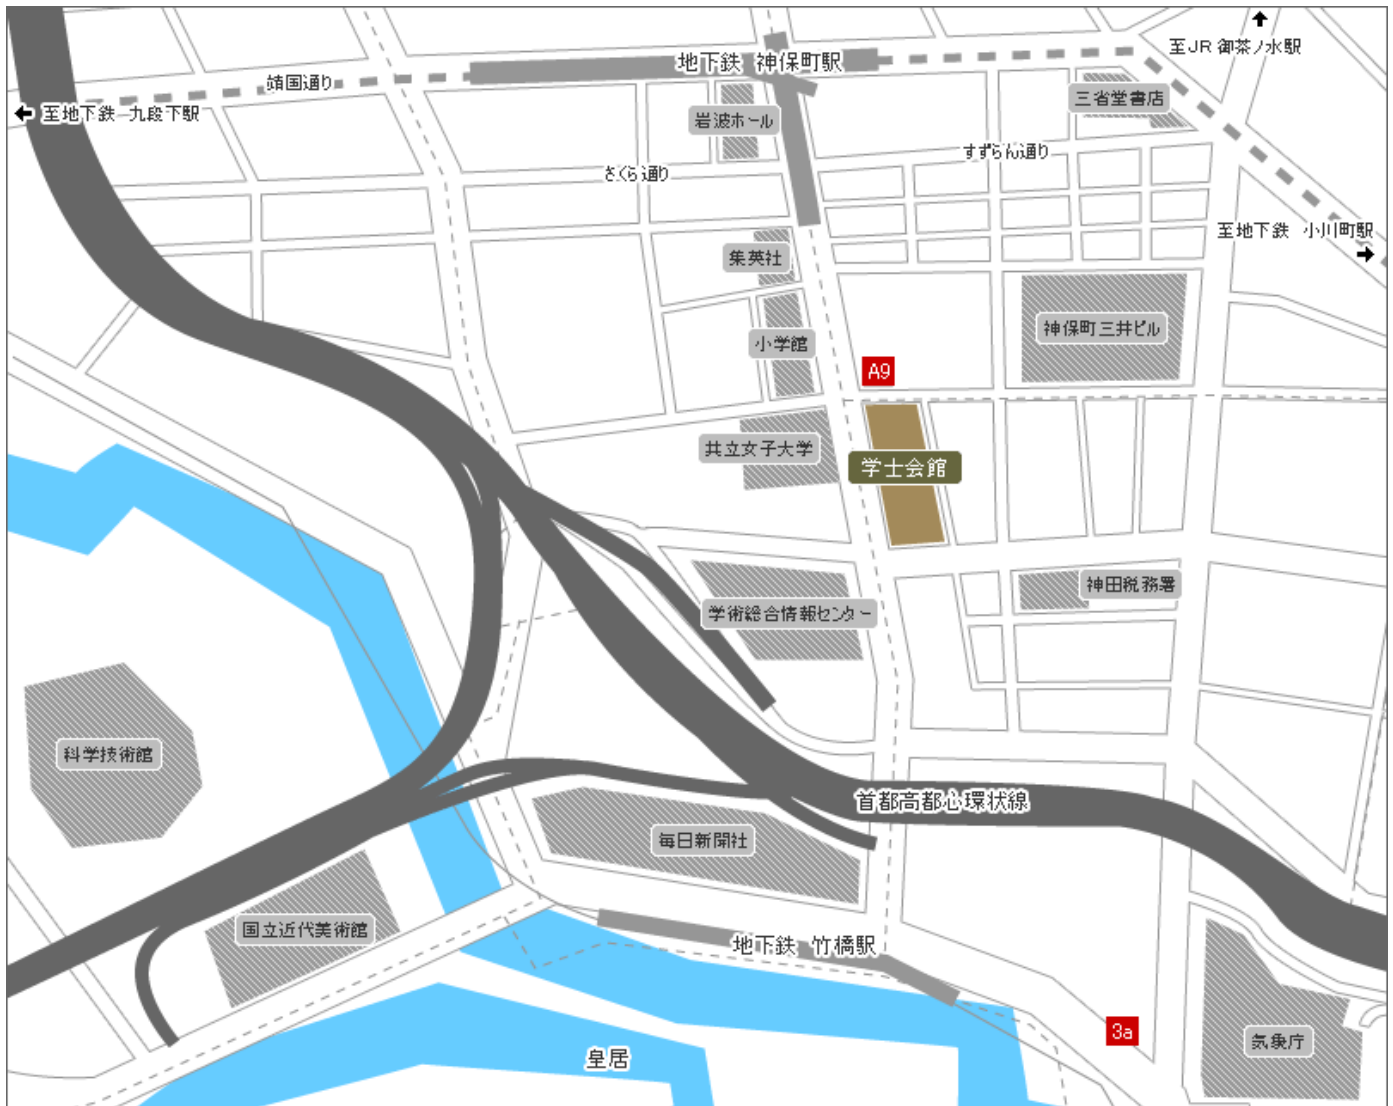 至JR 御茶ノ水駅
地下鉄 神保町駅
靖国通り
三省堂書店
至地下鉄 九段下駅
岩波ホール
すずらん通り
さくら通り
至地下鉄 小川町駅
集英社
神保町三井ビル
小学館
A9
共立女子大学
学士会館
神田税務署
学術総合情報センター
科学技術館
首都高都心環状線
毎日新聞社
国立近代美術館
地下鉄 竹橋駅
3a
気象庁
皇居